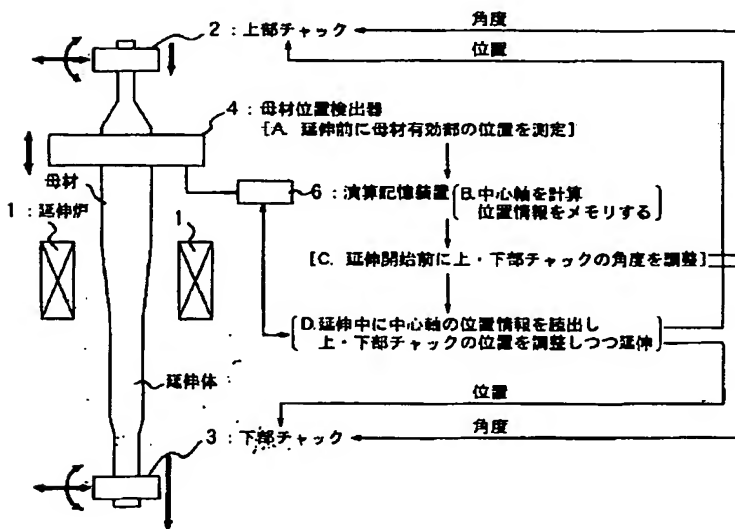 2：上部チャック
角度
位置
4：母材位置検出器
[A. 延伸前に母材有効部の位置を測定]
母材
1：延伸炉
1
6：演算記憶装置
B.中心軸を計算
位置情報をメモリする
[C. 延伸開始前に上・下部チャックの角度を調整]
D.延伸中に中心軸の位置情報を読出し
上・下部チャックの位置を調整しつつ延伸
延伸体
位置
3：下部チャック
角度